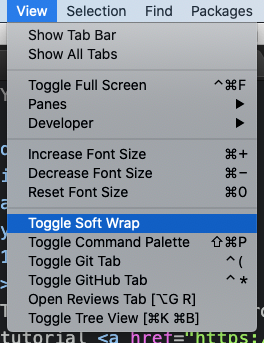 View Selection Find Packages
Show Tab Bar
Show All Tabs
Toggle Full Screen ^⌘F
Panes ▶
Developer ▶
Increase Font Size ⌘+
Decrease Font Size ⌘−
Reset Font Size ⌘0
Toggle Soft Wrap
Toggle Command Palette ⇧⌘P
Toggle Git Tab ^(
Toggle GitHub Tab ^*
Open Reviews Tab [⌥G R]
Toggle Tree View [⌘K ⌘B]
tutorial <a href="https:/